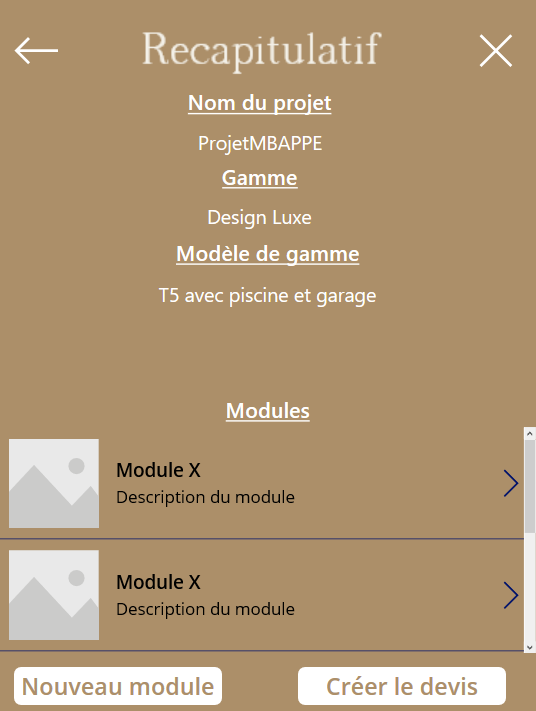 Recapitulatif
Nom du projet
ProjetMBAPPE
Gamme
Design Luxe
Modèle de gamme
T5 avec piscine et garage
Modules
Module X
Description du module
Module X
Description du module
Nouveau module
Créer le devis